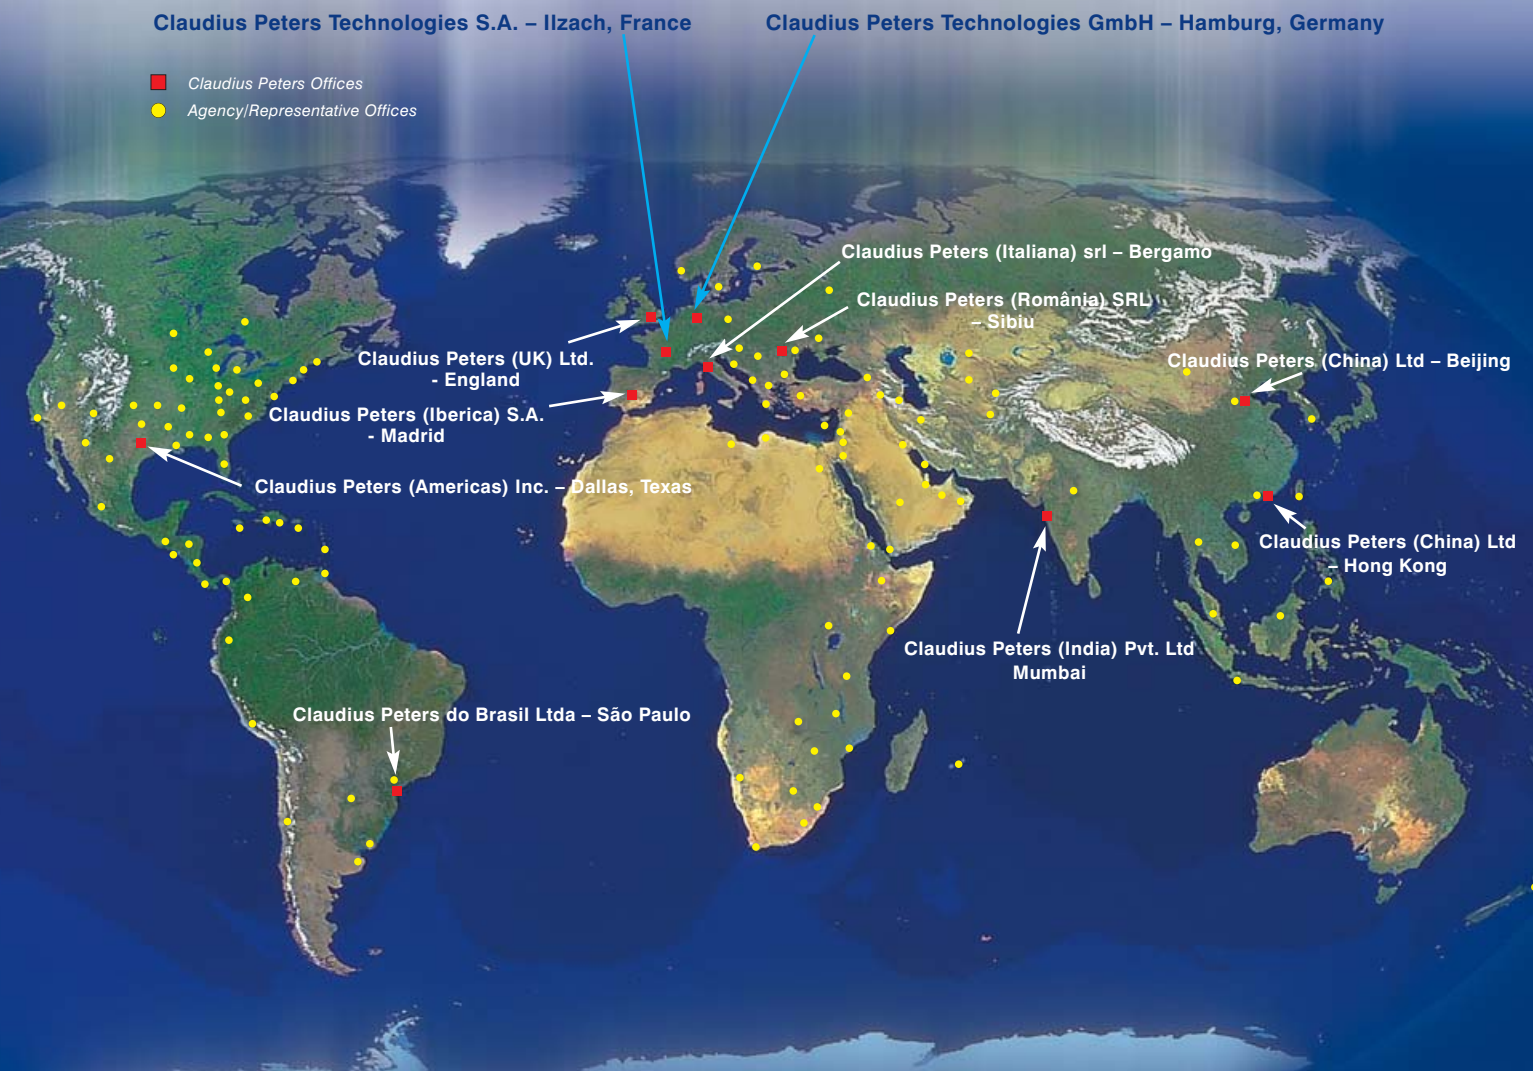 Claudius Peters Technologies S.A. – Ilzach, France
Claudius Peters Technologies GmbH – Hamburg, Germany
Claudius Peters Offices
Agency/Representative Offices
Claudius Peters (Italiana) srl – Bergamo
Claudius Peters (România) SRL
– Sibiu
Claudius Peters (UK) Ltd.
- England
Claudius Peters (China) Ltd – Beijing
Claudius Peters (Iberica) S.A.
- Madrid
Claudius Peters (Americas) Inc. – Dallas, Texas
Claudius Peters (China) Ltd
– Hong Kong
Claudius Peters (India) Pvt. Ltd
Mumbai
Claudius Peters do Brasil Ltda – São Paulo